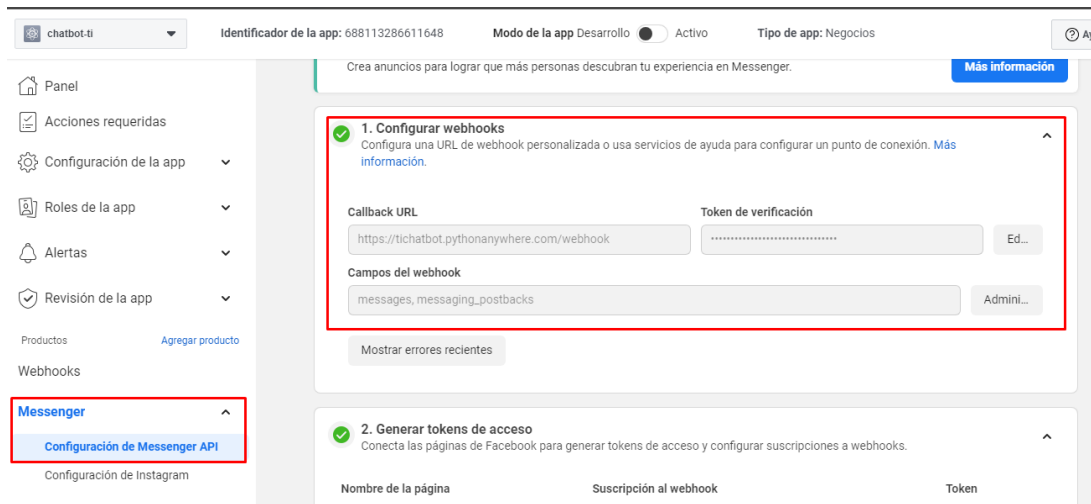 chatbot-ti
Identificador de la app: 688113286611648
Modo de la app Desarrollo Activo
Tipo de app: Negocios
Crea anuncios para lograr que más personas descubran tu experiencia en Messenger.
Más información
Panel
Acciones requeridas
Configuración de la app
Roles de la app
Alertas
Revisión de la app
Productos Agregar producto
Webhooks
Messenger
Configuración de Messenger API
Configuración de Instagram
1. Configurar webhooks
Configura una URL de webhook personalizada o usa servicios de ayuda para configurar un punto de conexión. Más
información.
Callback URL Token de verificación
https://tichatbot.pythonanywhere.com/webhook
Ed...
Campos del webhook
messages, messaging_postbacks
Admini...
Mostrar errores recientes
2. Generar tokens de acceso
Conecta las páginas de Facebook para generar tokens de acceso y configurar suscripciones a webhooks.
Nombre de la página Suscripción al webhook Token